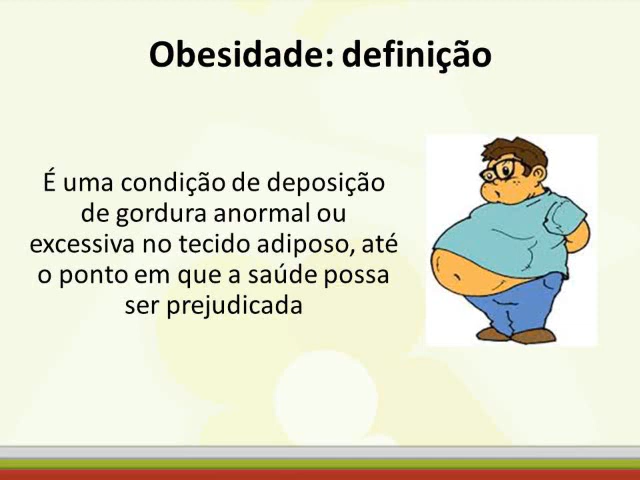 Obesidade: definição
É uma condição de deposição
de gordura anormal ou
excessiva no tecido adiposo, até
o ponto em que a saúde possa
ser prejudicada